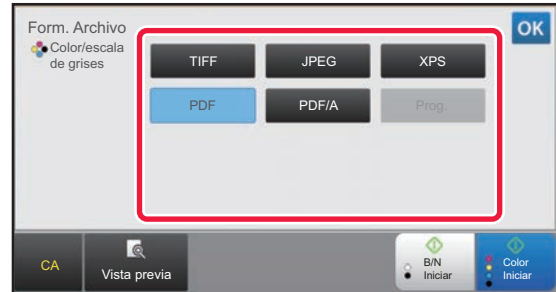 Form. Archivo
OK
Color/escala
de grises
TIFF JPEG XPS
PDF PDF/A Prog.
CA
Vista previa
B/N
Iniciar
Color
Iniciar